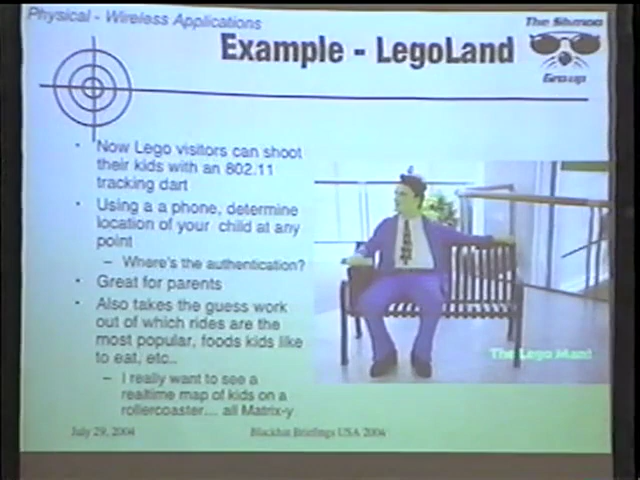 Physical - Wireless Applications
The Shmoo
Group
Example - LegoLand
Now Lego visitors can shoot
their kids with an 802.11
tracking dart
Using a a phone, determine
location of your child at any
point
– Where's the authentication?
Great for parents
Also takes the guess work
out of which rides are the
most popular, foods kids like
to eat, etc..
– I really want to see a
realtime map of kids on a
rollercoaster... all Matrix-y
The Lego Man!
July 29, 2004
Blackhat Briefings USA 2004